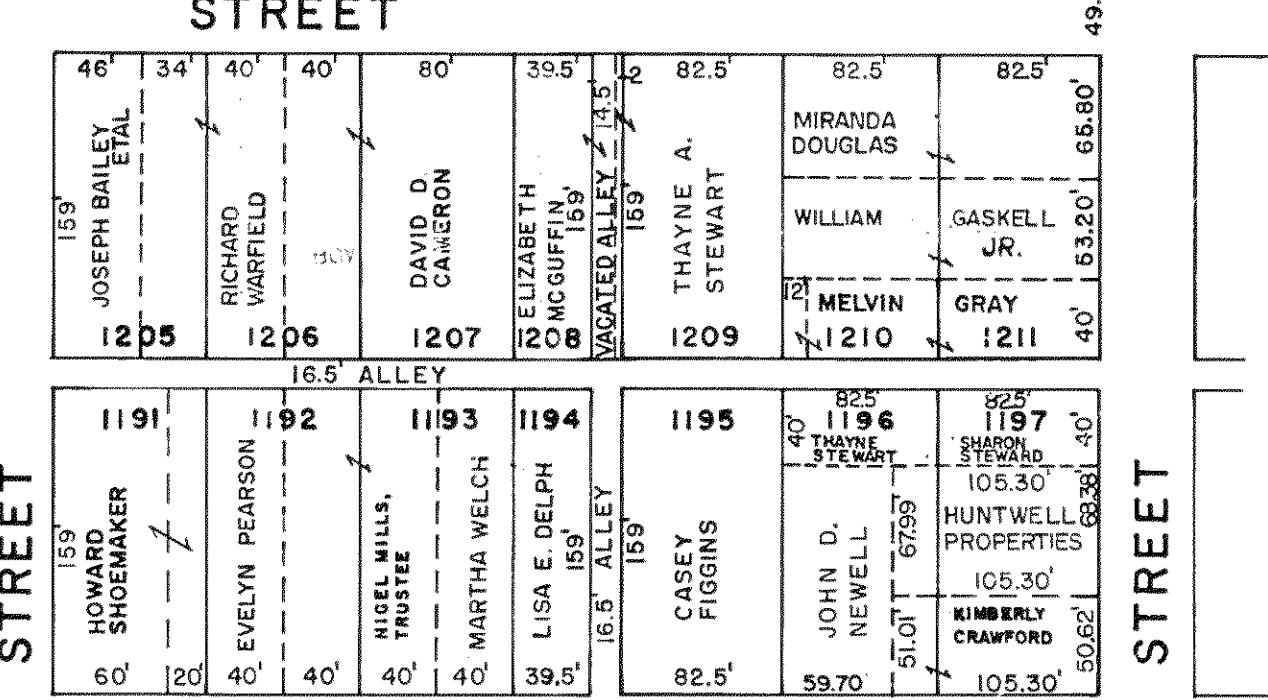 STREET
49.
46' 34' 40' 40' 80' 39.5' 2 82.5' 82.5' 82.5'
JOSEPH BAILEY
ETAL
159'
RICHARD
WARFIELD
DAVID D.
CAMERON
ELIZABETH
MCGUFFIN
159'
VACATED ALLEY 14.5'
159'
THAYNE A.
STEWART
MIRANDA
DOUGLAS
65.80'
WILLIAM GASKELL
JR.
53.20'
12'
MELVIN GRAY
40'
1205 1206 1207 1208 1209 1210 1211
16.5' ALLEY
82.5' 82.5'
1191 1192 1193 1194 1195 1196 1197
40'
THAYNE
STEWART
SHARON
STEWARD
40'
STREET
159'
HOWARD
SHOEMAKER
EVELYN PEARSON
NIGEL MILLS,
TRUSTEE
MARTHA WELCH
LISA E. DELPH
159'
16.5' ALLEY
159'
CASEY
FIGGINS
JOHN D.
NEWELL
67.99'
51.01'
105.30'
HUNTWELL
PROPERTIES
68.38'
105.30'
KIMBERLY
CRAWFORD
50.62'
60' 20' 40' 40' 40' 40' 39.5' 82.5' 59.70' 105.30'
STREET